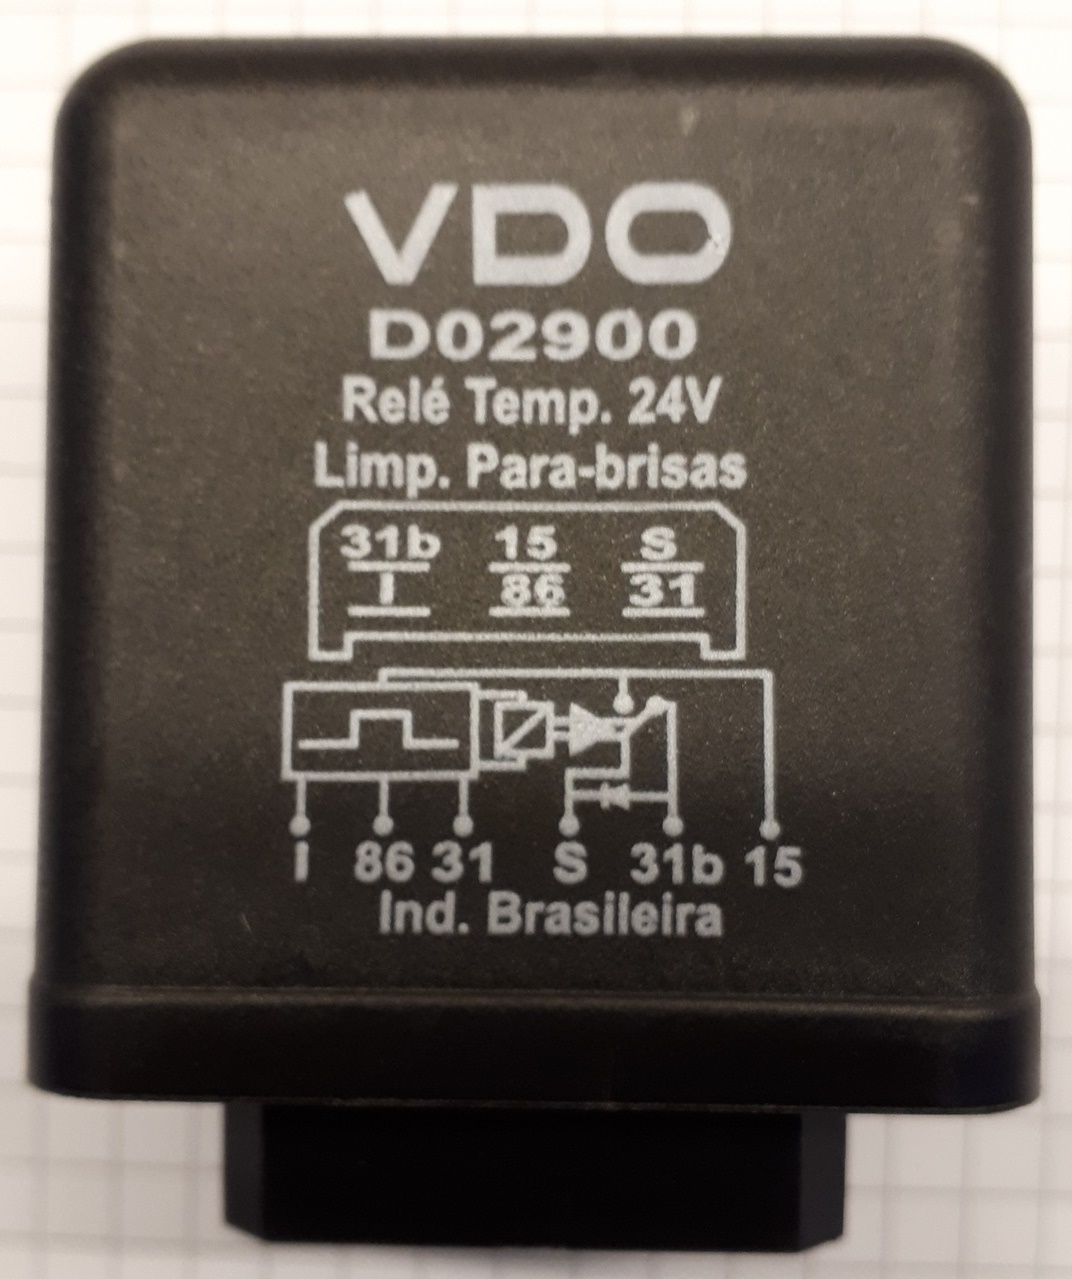 VDO
D02900
Relé Temp. 24V
Limp. Para-brisas
31b 15 S
I 86 31
I 86 31 S 31b 15
Ind. Brasileira